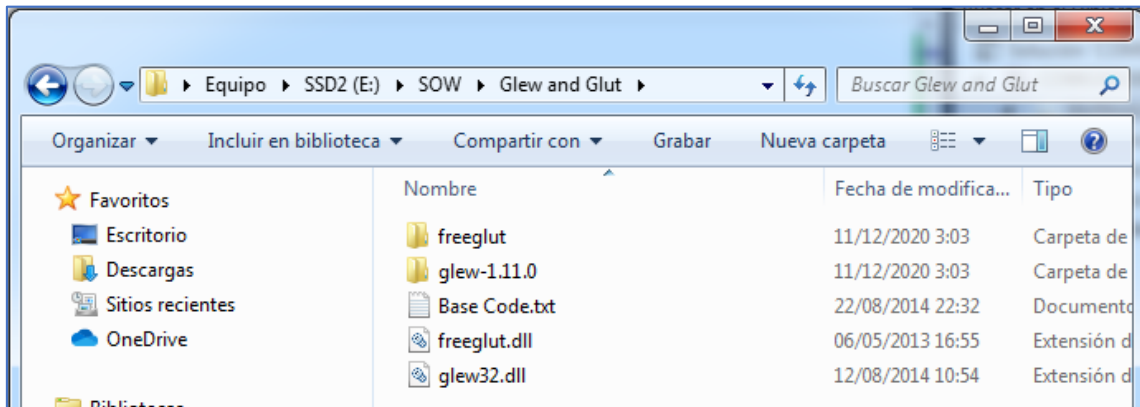 Equipo ▸ SSD2 (E:) ▸ SOW ▸ Glew and Glut ▸ Buscar Glew and Glut
Organizar Incluir en biblioteca Compartir con Grabar Nueva carpeta
Favoritos
Escritorio
Descargas
Sitios recientes
OneDrive
Nombre Fecha de modifica... Tipo
freeglut 11/12/2020 3:03 Carpeta de
glew-1.11.0 11/12/2020 3:03 Carpeta de
Base Code.txt 22/08/2014 22:32 Documento
freeglut.dll 06/05/2013 16:55 Extensión d
glew32.dll 12/08/2014 10:54 Extensión d